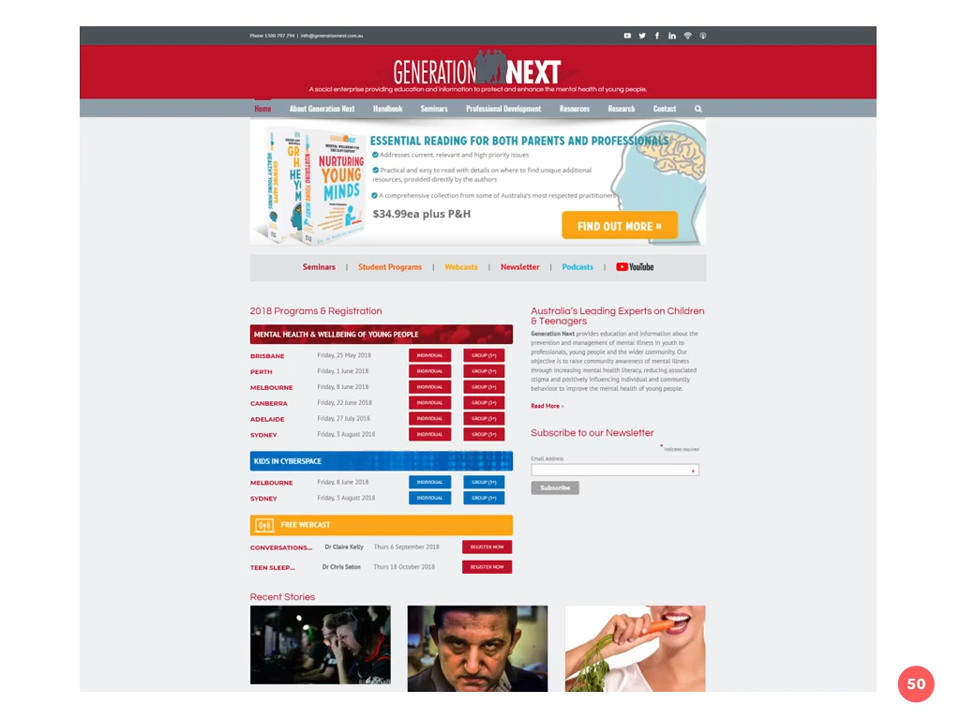 Phone 1300 797 794 | info@generationnext.com.au
GENERATION NEXT
A social enterprise providing education and information to protect and enhance the mental health of young people.
Home About Generation Next Handbook Seminars Professional Development Resources Research Contact
NURTURING
YOUNG
MINDS
ESSENTIAL READING FOR BOTH PARENTS AND PROFESSIONALS
Addresses current, relevant and high priority issues
Practical and easy to read with details on where to find unique additional
resources, provided directly by the authors
A comprehensive collection from some of Australia's most respected practitioners
$34.99ea plus P&H
FIND OUT MORE »
Seminars | Student Programs | Webcasts | Newsletter | Podcasts | YouTube
2018 Programs & Registration
MENTAL HEALTH & WELLBEING OF YOUNG PEOPLE
BRISBANE Friday, 25 May 2018 INDIVIDUAL GROUP (3+)
PERTH Friday, 1 June 2018 INDIVIDUAL GROUP (3+)
MELBOURNE Friday, 8 June 2018 INDIVIDUAL GROUP (3+)
CANBERRA Friday, 22 June 2018 INDIVIDUAL GROUP (3+)
ADELAIDE Friday, 27 July 2018 INDIVIDUAL GROUP (3+)
SYDNEY Friday, 3 August 2018 INDIVIDUAL GROUP (3+)
KIDS IN CYBERSPACE
MELBOURNE Friday, 8 June 2018 INDIVIDUAL GROUP (3+)
SYDNEY Friday, 3 August 2018 INDIVIDUAL GROUP (3+)
FREE WEBCAST
CONVERSATIONS... Dr Claire Kelly Thurs 6 September 2018 REGISTER NOW
TEEN SLEEP... Dr Chris Seton Thurs 18 October 2018 REGISTER NOW
Recent Stories
Australia's Leading Experts on Children
& Teenagers
Generation Next provides education and information about the
prevention and management of mental illness in youth to
professionals, young people and the wider community. Our
objective is to raise community awareness of mental illness
through increasing mental health literacy, reducing associated
stigma and positively influencing individual and community
behaviour to improve the mental health of young people.
Read More »
Subscribe to our Newsletter
* indicates required
Email Address
*
Subscribe
50